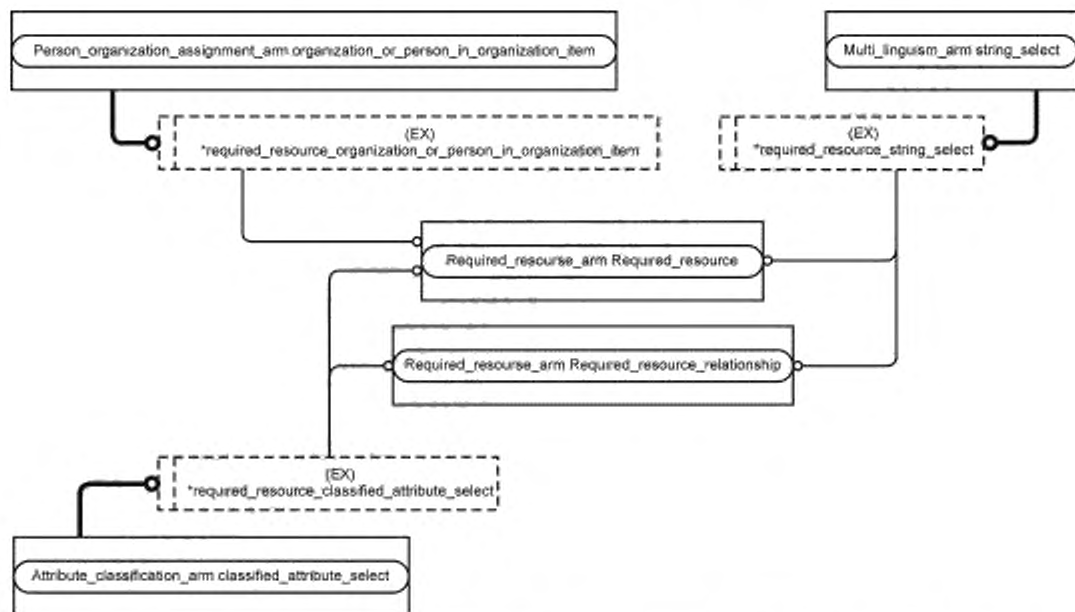 Person_organization_assignment_arm organization_or_person_in_organization_item
Multi_linguism_arm string_select
(EX)
*required_resource_organization_or_person_in_organization_item
(EX)
*required_resource_string_select
Required_resourse_arm Required_resource
Required_resourse_arm Required_resource_relationship
(EX)
*required_resource_classified_attribute_select
Attribute_classification_arm classified_attribute_select